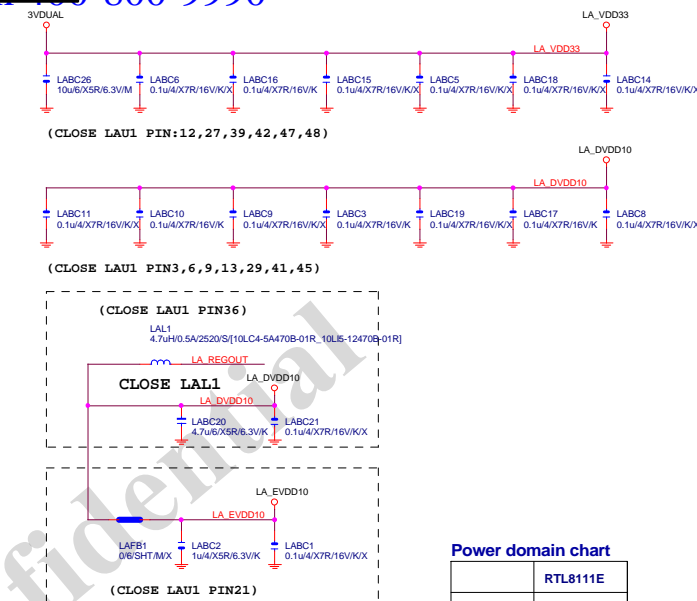 400-800-9990
3VDUAL
LA_VDD33
LA_VDD33
LABC26
10u/6/X5R/6.3V/M
LABC6
0.1u/4/X7R/16V/K/X
LABC16
0.1u/4/X7R/16V/K
LABC15
0.1u/4/X7R/16V/K/X
LABC5
0.1u/4/X7R/16V/K/X
LABC18
0.1u/4/X7R/16V/K/X
LABC14
0.1u/4/X7R/16V/K/X
(CLOSE LAU1 PIN:12,27,39,42,47,48)
LA_DVDD10
LA_DVDD10
LABC11
0.1u/4/X7R/16V/K/X
LABC10
0.1u/4/X7R/16V/K
LABC9
0.1u/4/X7R/16V/K/X
LABC3
0.1u/4/X7R/16V/K
LABC19
0.1u/4/X7R/16V/K/X
LABC17
0.1u/4/X7R/16V/K
LABC8
0.1u/4/X7R/16V/K/X
(CLOSE LAU1 PIN3,6,9,13,29,41,45)
(CLOSE LAU1 PIN36)
LAL1
4.7uH/0.5A/2520/S/[10LC4-5A470B-01R_10LI5-12470B-01R]
LA_REGOUT
CLOSE LAL1
LA_DVDD10
LA_DVDD10
LABC20
4.7u/6/X5R/6.3V/K
LABC21
0.1u/4/X7R/16V/K/X
LA_EVDD10
LA_EVDD10
LAFB1
0/6/SHT/M/X
LABC2
1u/4/X5R/6.3V/K
LABC1
0.1u/4/X7R/16V/K/X
(CLOSE LAU1 PIN21)
Power domain chart
RTL8111E
fidential